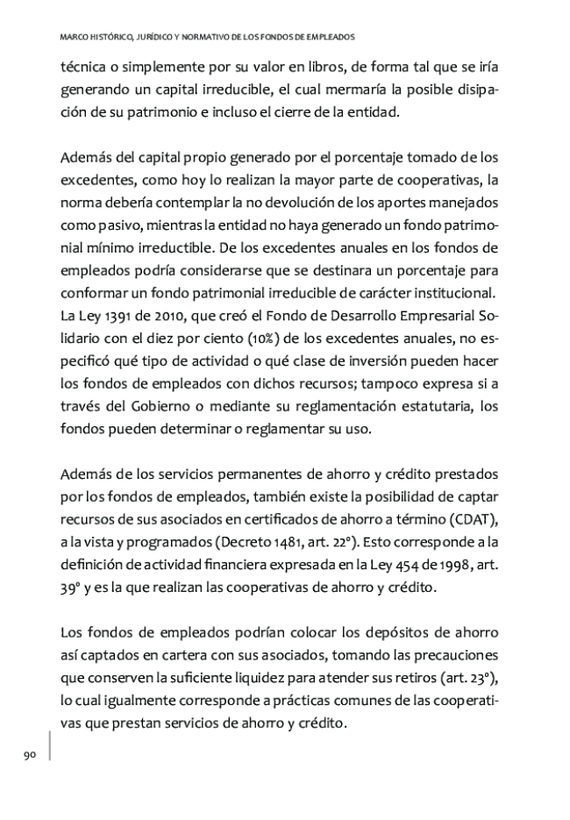 MARCO HISTÓRICO, JURÍDICO Y NORMATIVO DE LOS FONDOS DE EMPLEADOS
técnica o simplemente por su valor en libros, de forma tal que se iría
generando un capital irreducible, el cual mermaría la posible disipa-
ción de su patrimonio e incluso el cierre de la entidad.
Además del capital propio generado por el porcentaje tomado de los
excedentes, como hoy lo realizan la mayor parte de cooperativas, la
norma debería contemplar la no devolución de los aportes manejados
como pasivo, mientras la entidad no haya generado un fondo patrimo-
nial mínimo irreductible. De los excedentes anuales en los fondos de
empleados podría considerarse que se destinara un porcentaje para
conformar un fondo patrimonial irreducible de carácter institucional.
La Ley 1391 de 2010, que creó el Fondo de Desarrollo Empresarial So-
lidario con el diez por ciento (10%) de los excedentes anuales, no es-
pecificó qué tipo de actividad o qué clase de inversión pueden hacer
los fondos de empleados con dichos recursos; tampoco expresa si a
través del Gobierno o mediante su reglamentación estatutaria, los
fondos pueden determinar o reglamentar su uso.
Además de los servicios permanentes de ahorro y crédito prestados
por los fondos de empleados, también existe la posibilidad de captar
recursos de sus asociados en certificados de ahorro a término (CDAT),
a la vista y programados (Decreto 1481, art. 22º). Esto corresponde a la
definición de actividad financiera expresada en la Ley 454 de 1998, art.
39º y es la que realizan las cooperativas de ahorro y crédito.
Los fondos de empleados podrían colocar los depósitos de ahorro
así captados en cartera con sus asociados, tomando las precauciones
que conserven la suficiente liquidez para atender sus retiros (art. 23º),
lo cual igualmente corresponde a prácticas comunes de las cooperati-
vas que prestan servicios de ahorro y crédito.
90